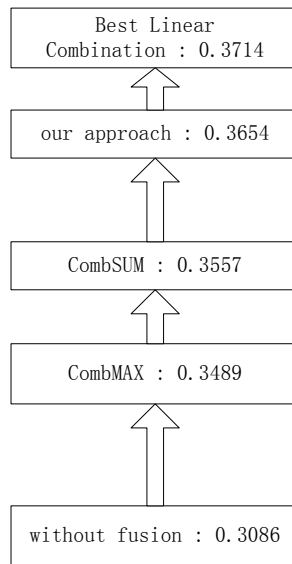 Best Linear
Combination : 0.3714
our approach : 0.3654
CombSUM : 0.3557
CombMAX : 0.3489
without fusion : 0.3086